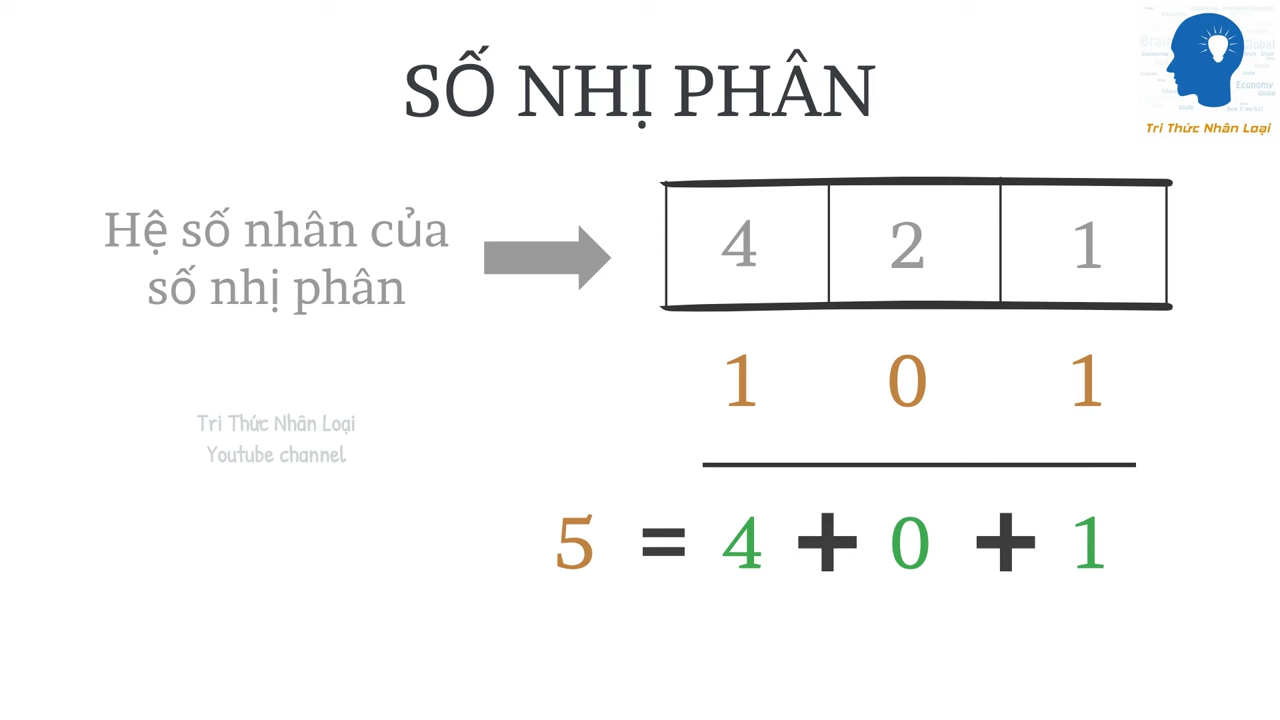 SỐ NHỊ PHÂN
Tri Thức Nhân Loại
Hệ số nhân của
số nhị phân
4 2 1
1 0 1
Tri Thức Nhân Loại
Youtube channel
5 = 4 + 0 + 1